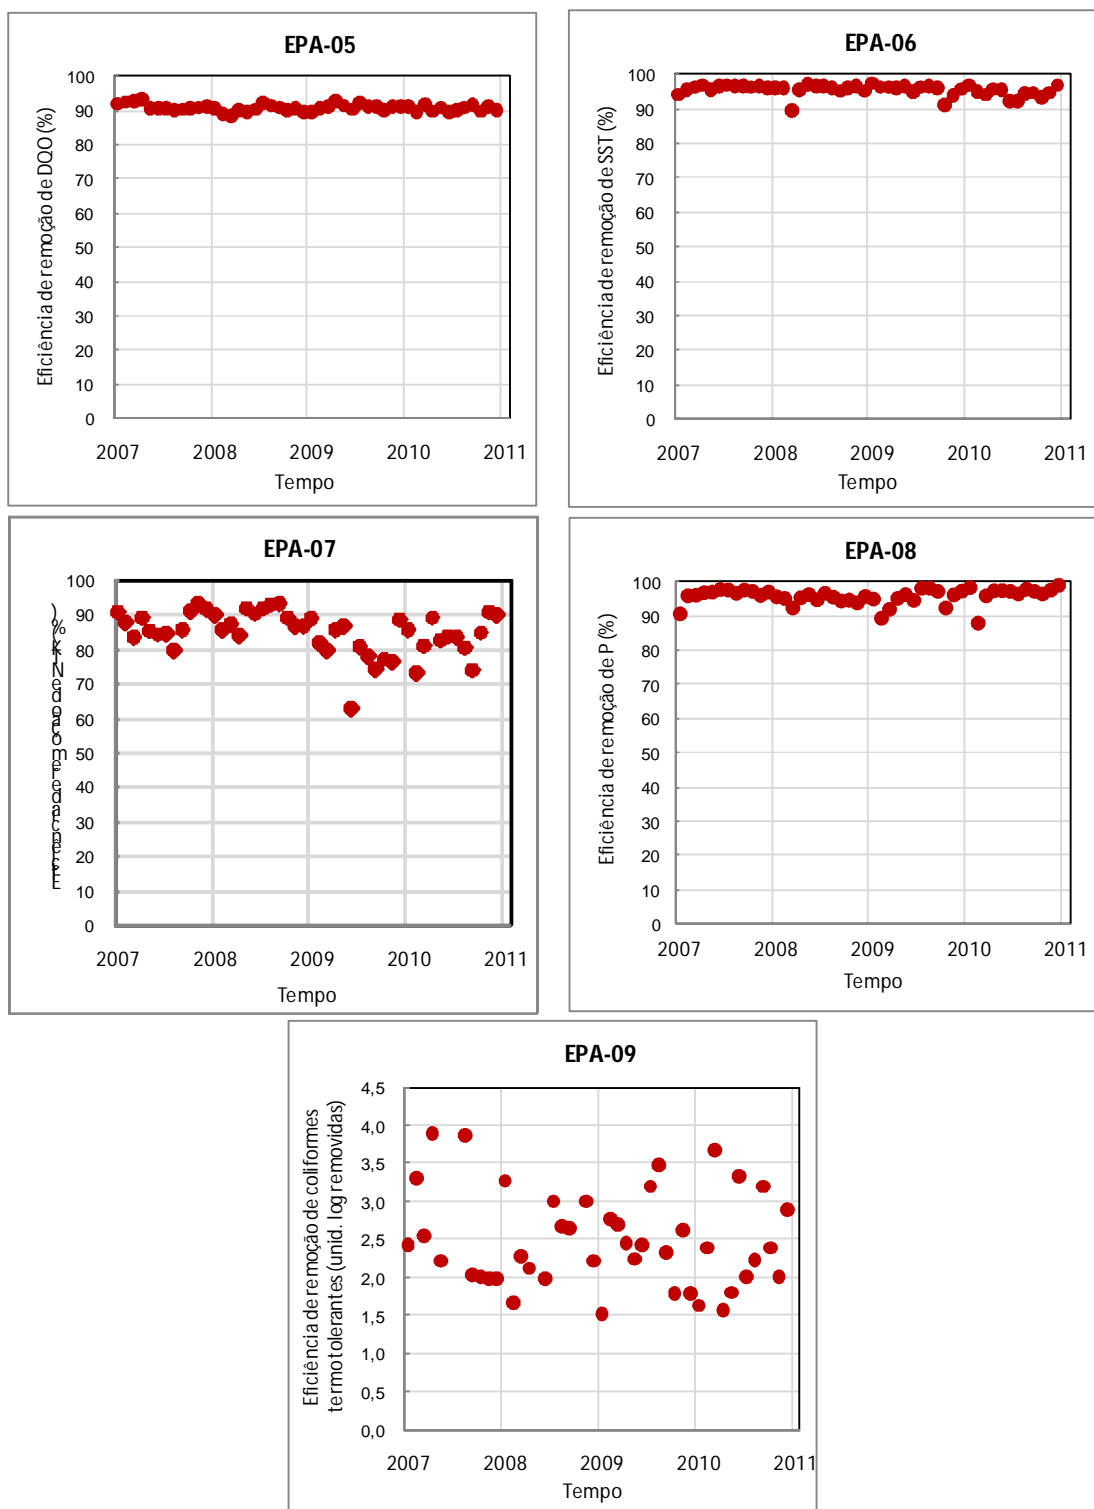 EPA-05
Eficiência de remoção de DQO (%)
100
90
80
70
60
50
40
30
20
10
0
2007 2008 2009 2010 2011
Tempo
EPA-06
Eficiência de remoção de SST (%)
100
90
80
70
60
50
40
30
20
10
0
2007 2008 2009 2010 2011
Tempo
EPA-07
Eficiência de remoção de NTK (%)
100
90
80
70
60
50
40
30
20
10
0
2007 2008 2009 2010 2011
Tempo
EPA-08
Eficiência de remoção de P (%)
100
90
80
70
60
50
40
30
20
10
0
2007 2008 2009 2010 2011
Tempo
EPA-09
Eficiência de remoção de coliformes
termotolerantes (unid. log removidas)
4,5
4,0
3,5
3,0
2,5
2,0
1,5
1,0
0,5
0,0
2007 2008 2009 2010 2011
Tempo